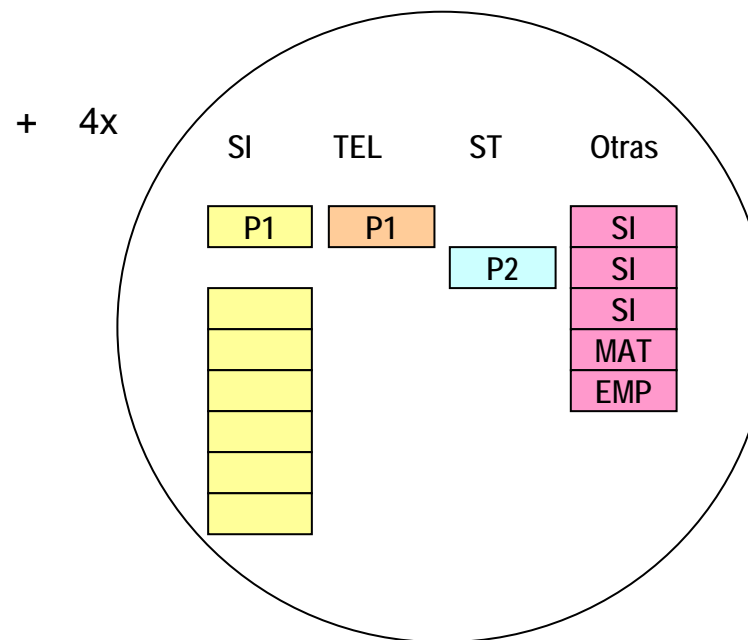 + 4x
SI TEL ST Otras
P1 P1 SI
P2 SI
SI
MAT
EMP